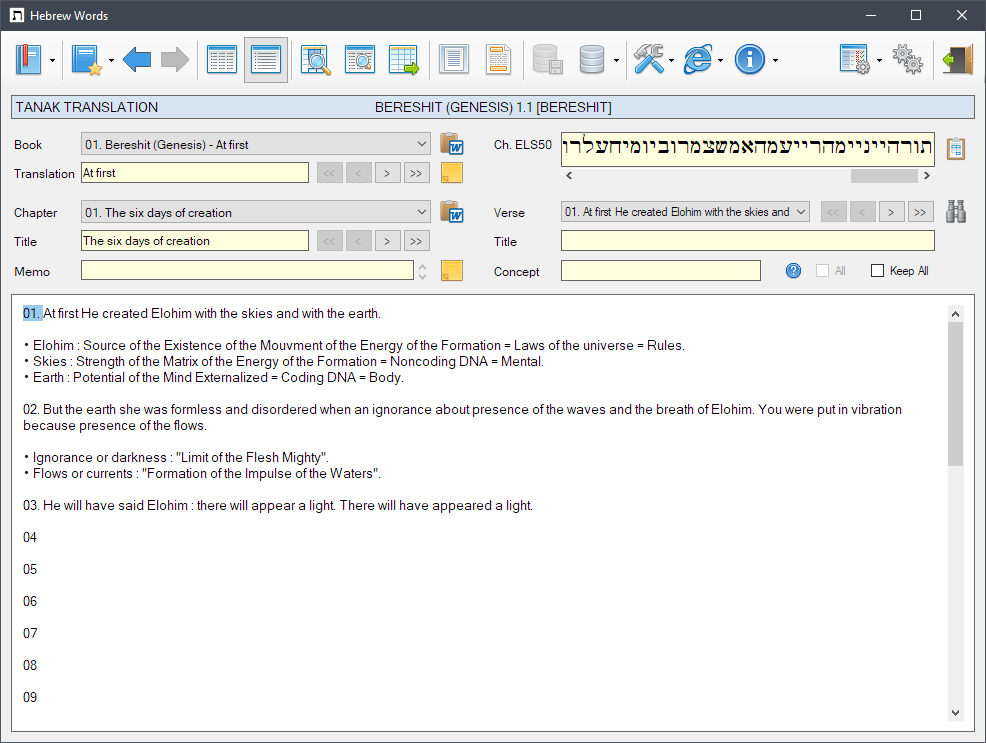 Hebrew Words
TANAK TRANSLATION BERESHIT (GENESIS) 1.1 [BERESHIT]
Book 01. Bereshit (Genesis) - At first Ch. ELS50 תורהייניימהרייעמהאמשצמרוביומיחעלרו
Translation At first << < > >>
Chapter 01. The six days of creation Verse 01. At first He created Elohim with the skies and << < > >>
Title The six days of creation << < > >> Title
Memo Concept ? All Keep All
01. At first He created Elohim with the skies and with the earth.
• Elohim : Source of the Existence of the Mouvment of the Energy of the Formation = Laws of the universe = Rules.
• Skies : Strength of the Matrix of the Energy of the Formation = Noncoding DNA = Mental.
• Earth : Potential of the Mind Externalized = Coding DNA = Body.
02. But the earth she was formless and disordered when an ignorance about presence of the waves and the breath of Elohim. You were put in vibration
because presence of the flows.
• Ignorance or darkness : "Limit of the Flesh Mighty".
• Flows or currents : "Formation of the Impulse of the Waters".
03. He will have said Elohim : there will appear a light. There will have appeared a light.
04
05
06
07
08
09